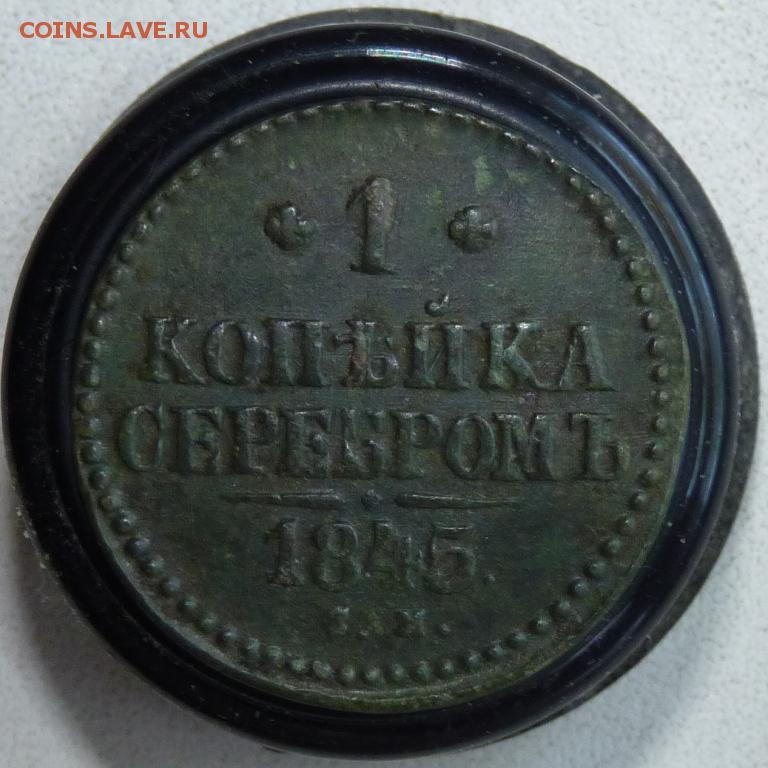 COINS.LAVE.RU
1
КОПѢЙКА
СЕРЕБРОМЪ
1845.
С.М.